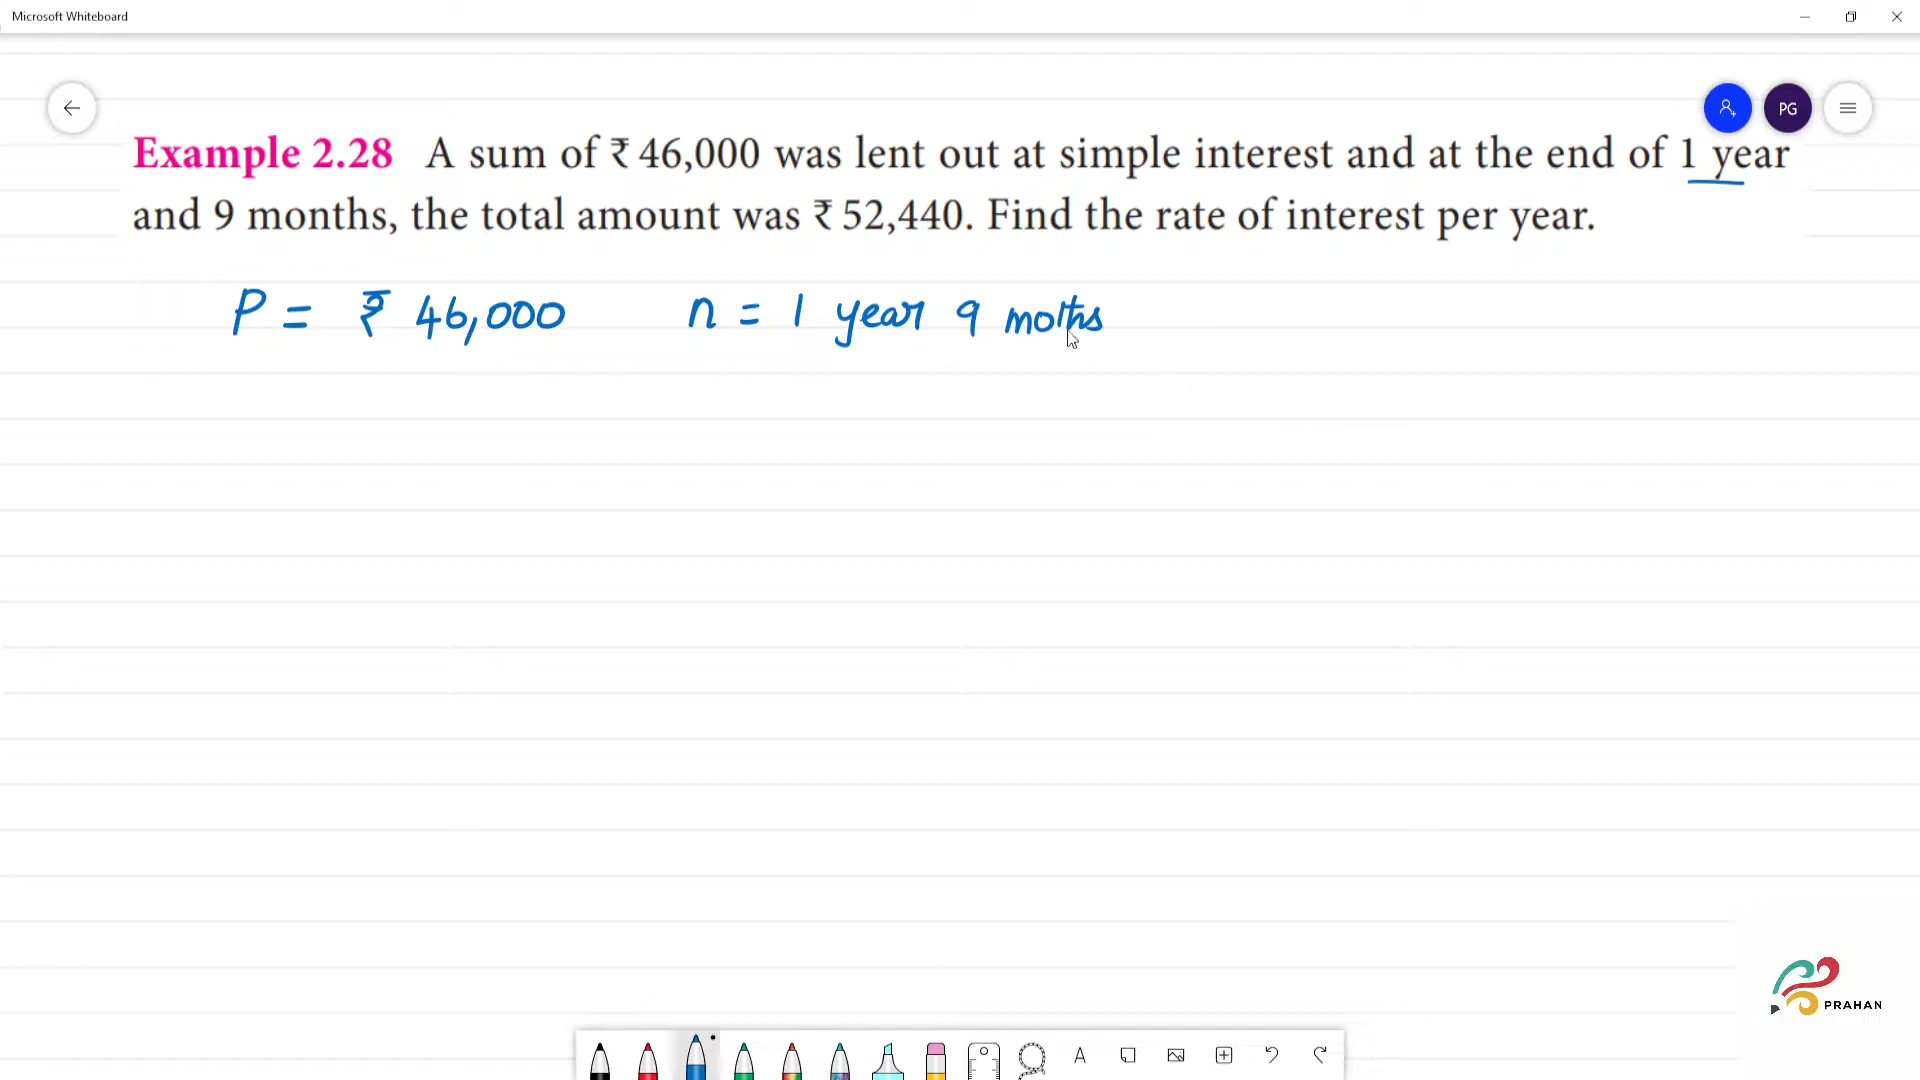 Microsoft Whiteboard
PG
Example 2.28 A sum of ₹ 46,000 was lent out at simple interest and at the end of 1 year
and 9 months, the total amount was ₹ 52,440. Find the rate of interest per year.
P = ₹ 46,000 n = 1 year 9 moths
PRAHAN
A